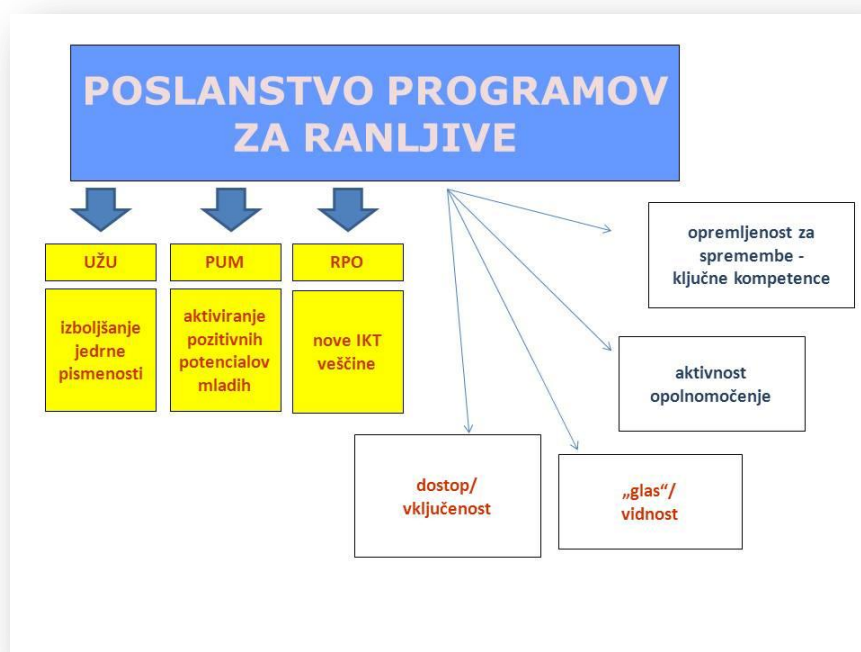 POSLANSTVO PROGRAMOV
ZA RANLJIVE
UŽU
izboljšanje
jedrne
pismenosti
PUM
aktiviranje
pozitivnih
potencialov
mladih
RPO
nove IKT
veščine
dostop/
vključenost
„glas“/
vidnost
aktivnost
opolnomočenje
opremljenost za
spremembe -
ključne kompetence